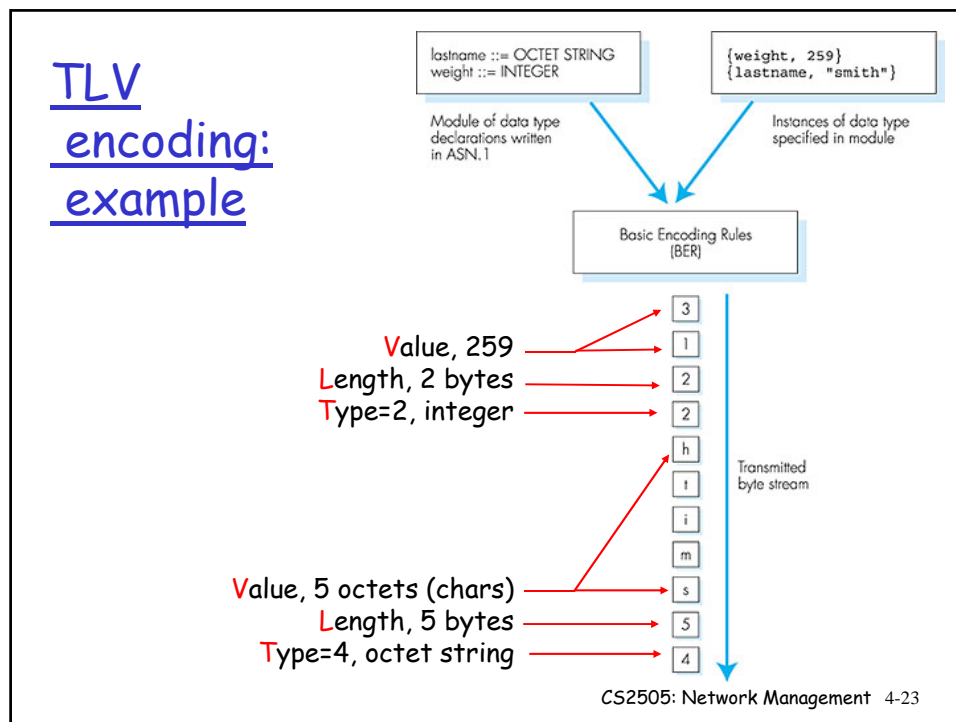 TLV
encoding:
example
lastname ::= OCTET STRING
weight ::= INTEGER
{weight, 259}
{lastname, "smith"}
Module of data type
declarations written
in ASN.1
Instances of data type
specified in module
Basic Encoding Rules
(BER)
3
Value, 259
1
Length, 2 bytes
2
Type=2, integer
2
h
t
i
m
Transmitted
byte stream
Value, 5 octets (chars)
s
Length, 5 bytes
5
Type=4, octet string
4
CS2505: Network Management 4-23